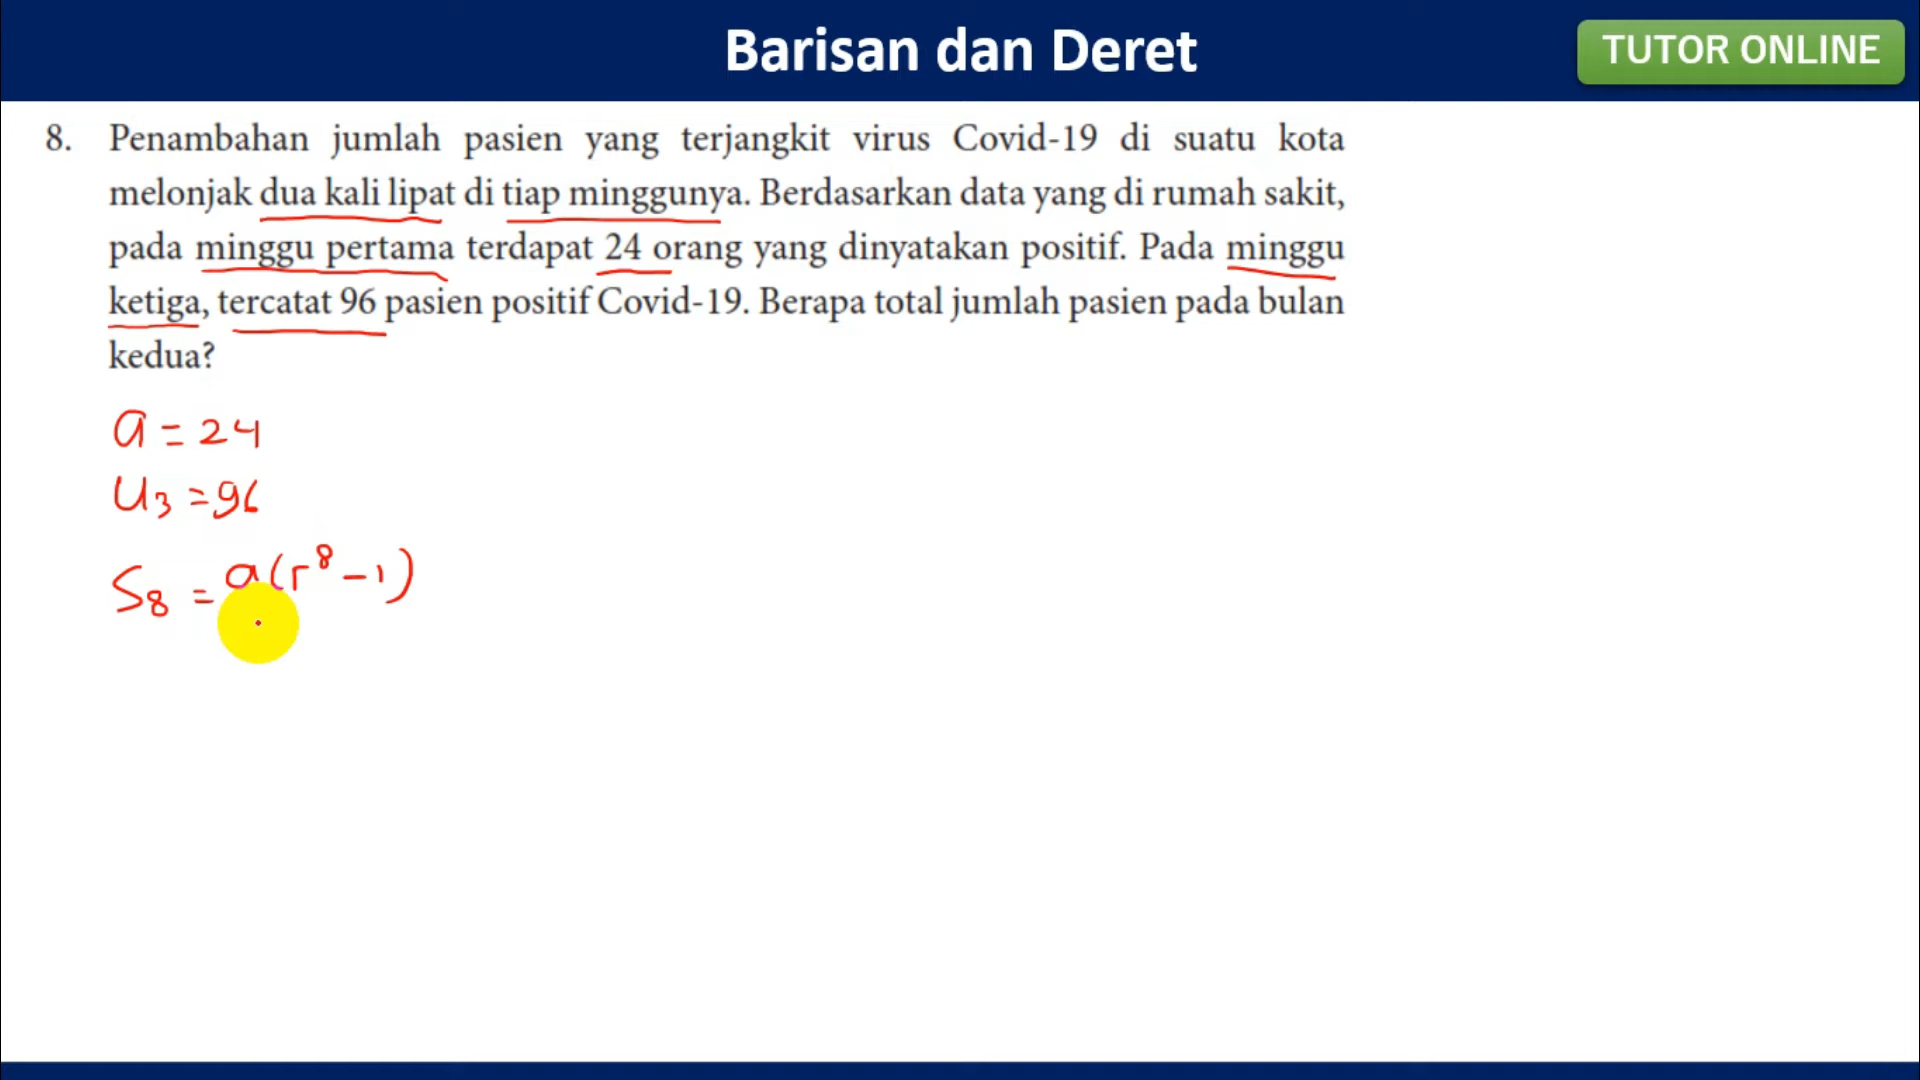 Barisan dan Deret
TUTOR ONLINE
8. Penambahan jumlah pasien yang terjangkit virus Covid-19 di suatu kota
melonjak dua kali lipat di tiap minggunya. Berdasarkan data yang di rumah sakit,
pada minggu pertama terdapat 24 orang yang dinyatakan positif. Pada minggu
ketiga, tercatat 96 pasien positif Covid-19. Berapa total jumlah pasien pada bulan
kedua?
a = 24
U₃ = 96
S₈ = a(r⁸ - 1)